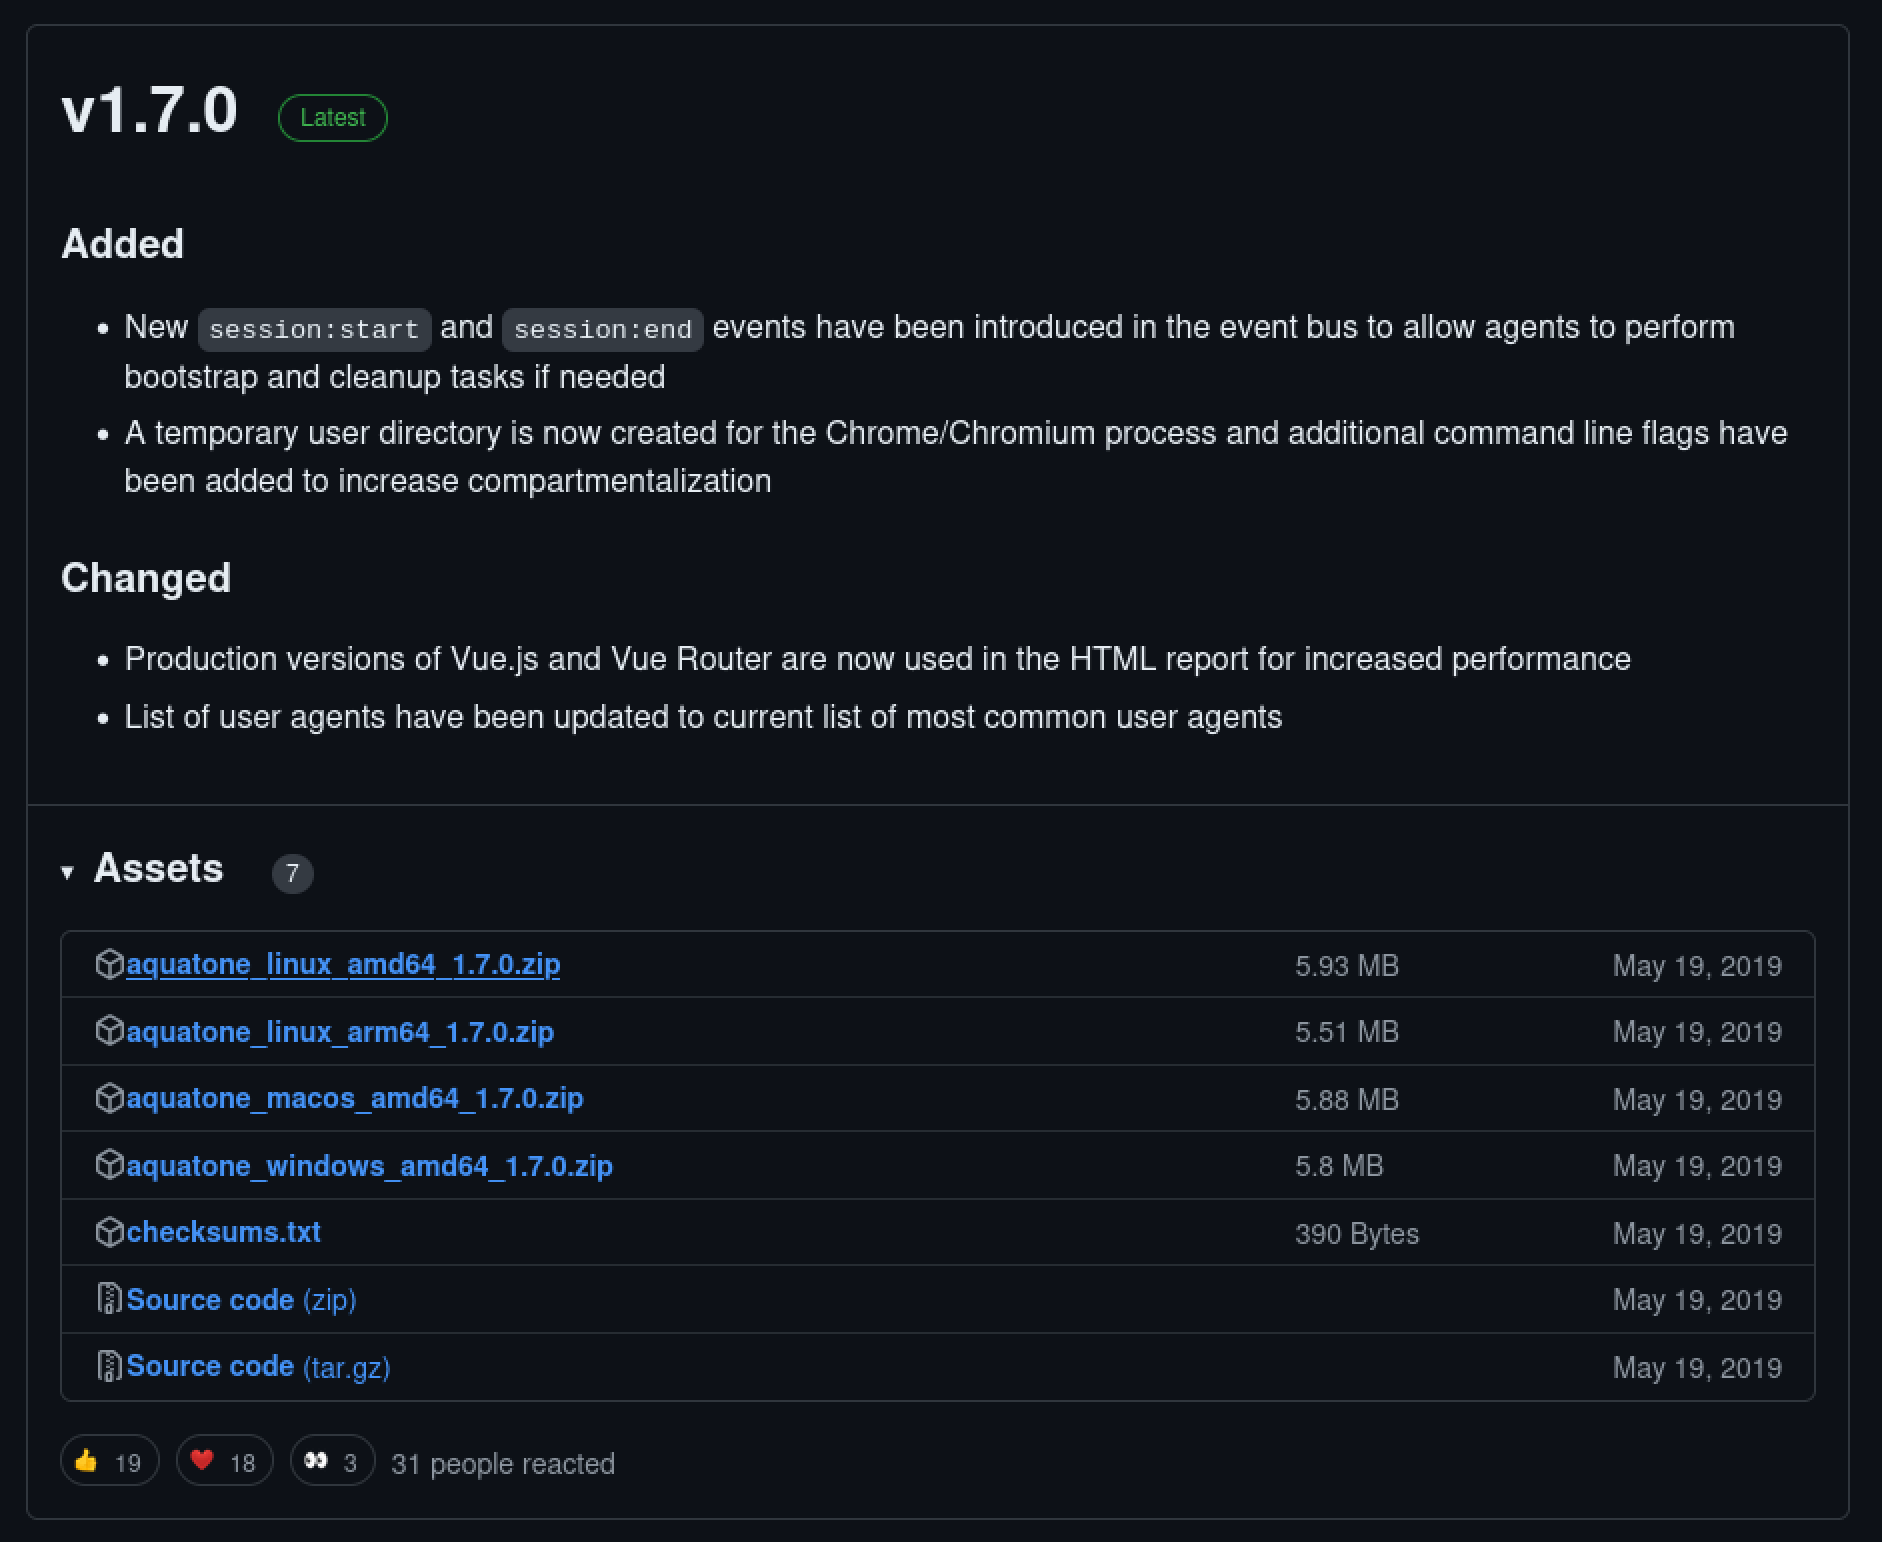 v1.7.0 Latest
Added
New session:start and session:end events have been introduced in the event bus to allow agents to perform
bootstrap and cleanup tasks if needed
A temporary user directory is now created for the Chrome/Chromium process and additional command line flags have
been added to increase compartmentalization
Changed
Production versions of Vue.js and Vue Router are now used in the HTML report for increased performance
List of user agents have been updated to current list of most common user agents
Assets 7
aquatone_linux_amd64_1.7.0.zip 5.93 MB May 19, 2019
aquatone_linux_arm64_1.7.0.zip 5.51 MB May 19, 2019
aquatone_macos_amd64_1.7.0.zip 5.88 MB May 19, 2019
aquatone_windows_amd64_1.7.0.zip 5.8 MB May 19, 2019
checksums.txt 390 Bytes May 19, 2019
Source code (zip) May 19, 2019
Source code (tar.gz) May 19, 2019
👍 19 ❤️ 18 👀 3 31 people reacted